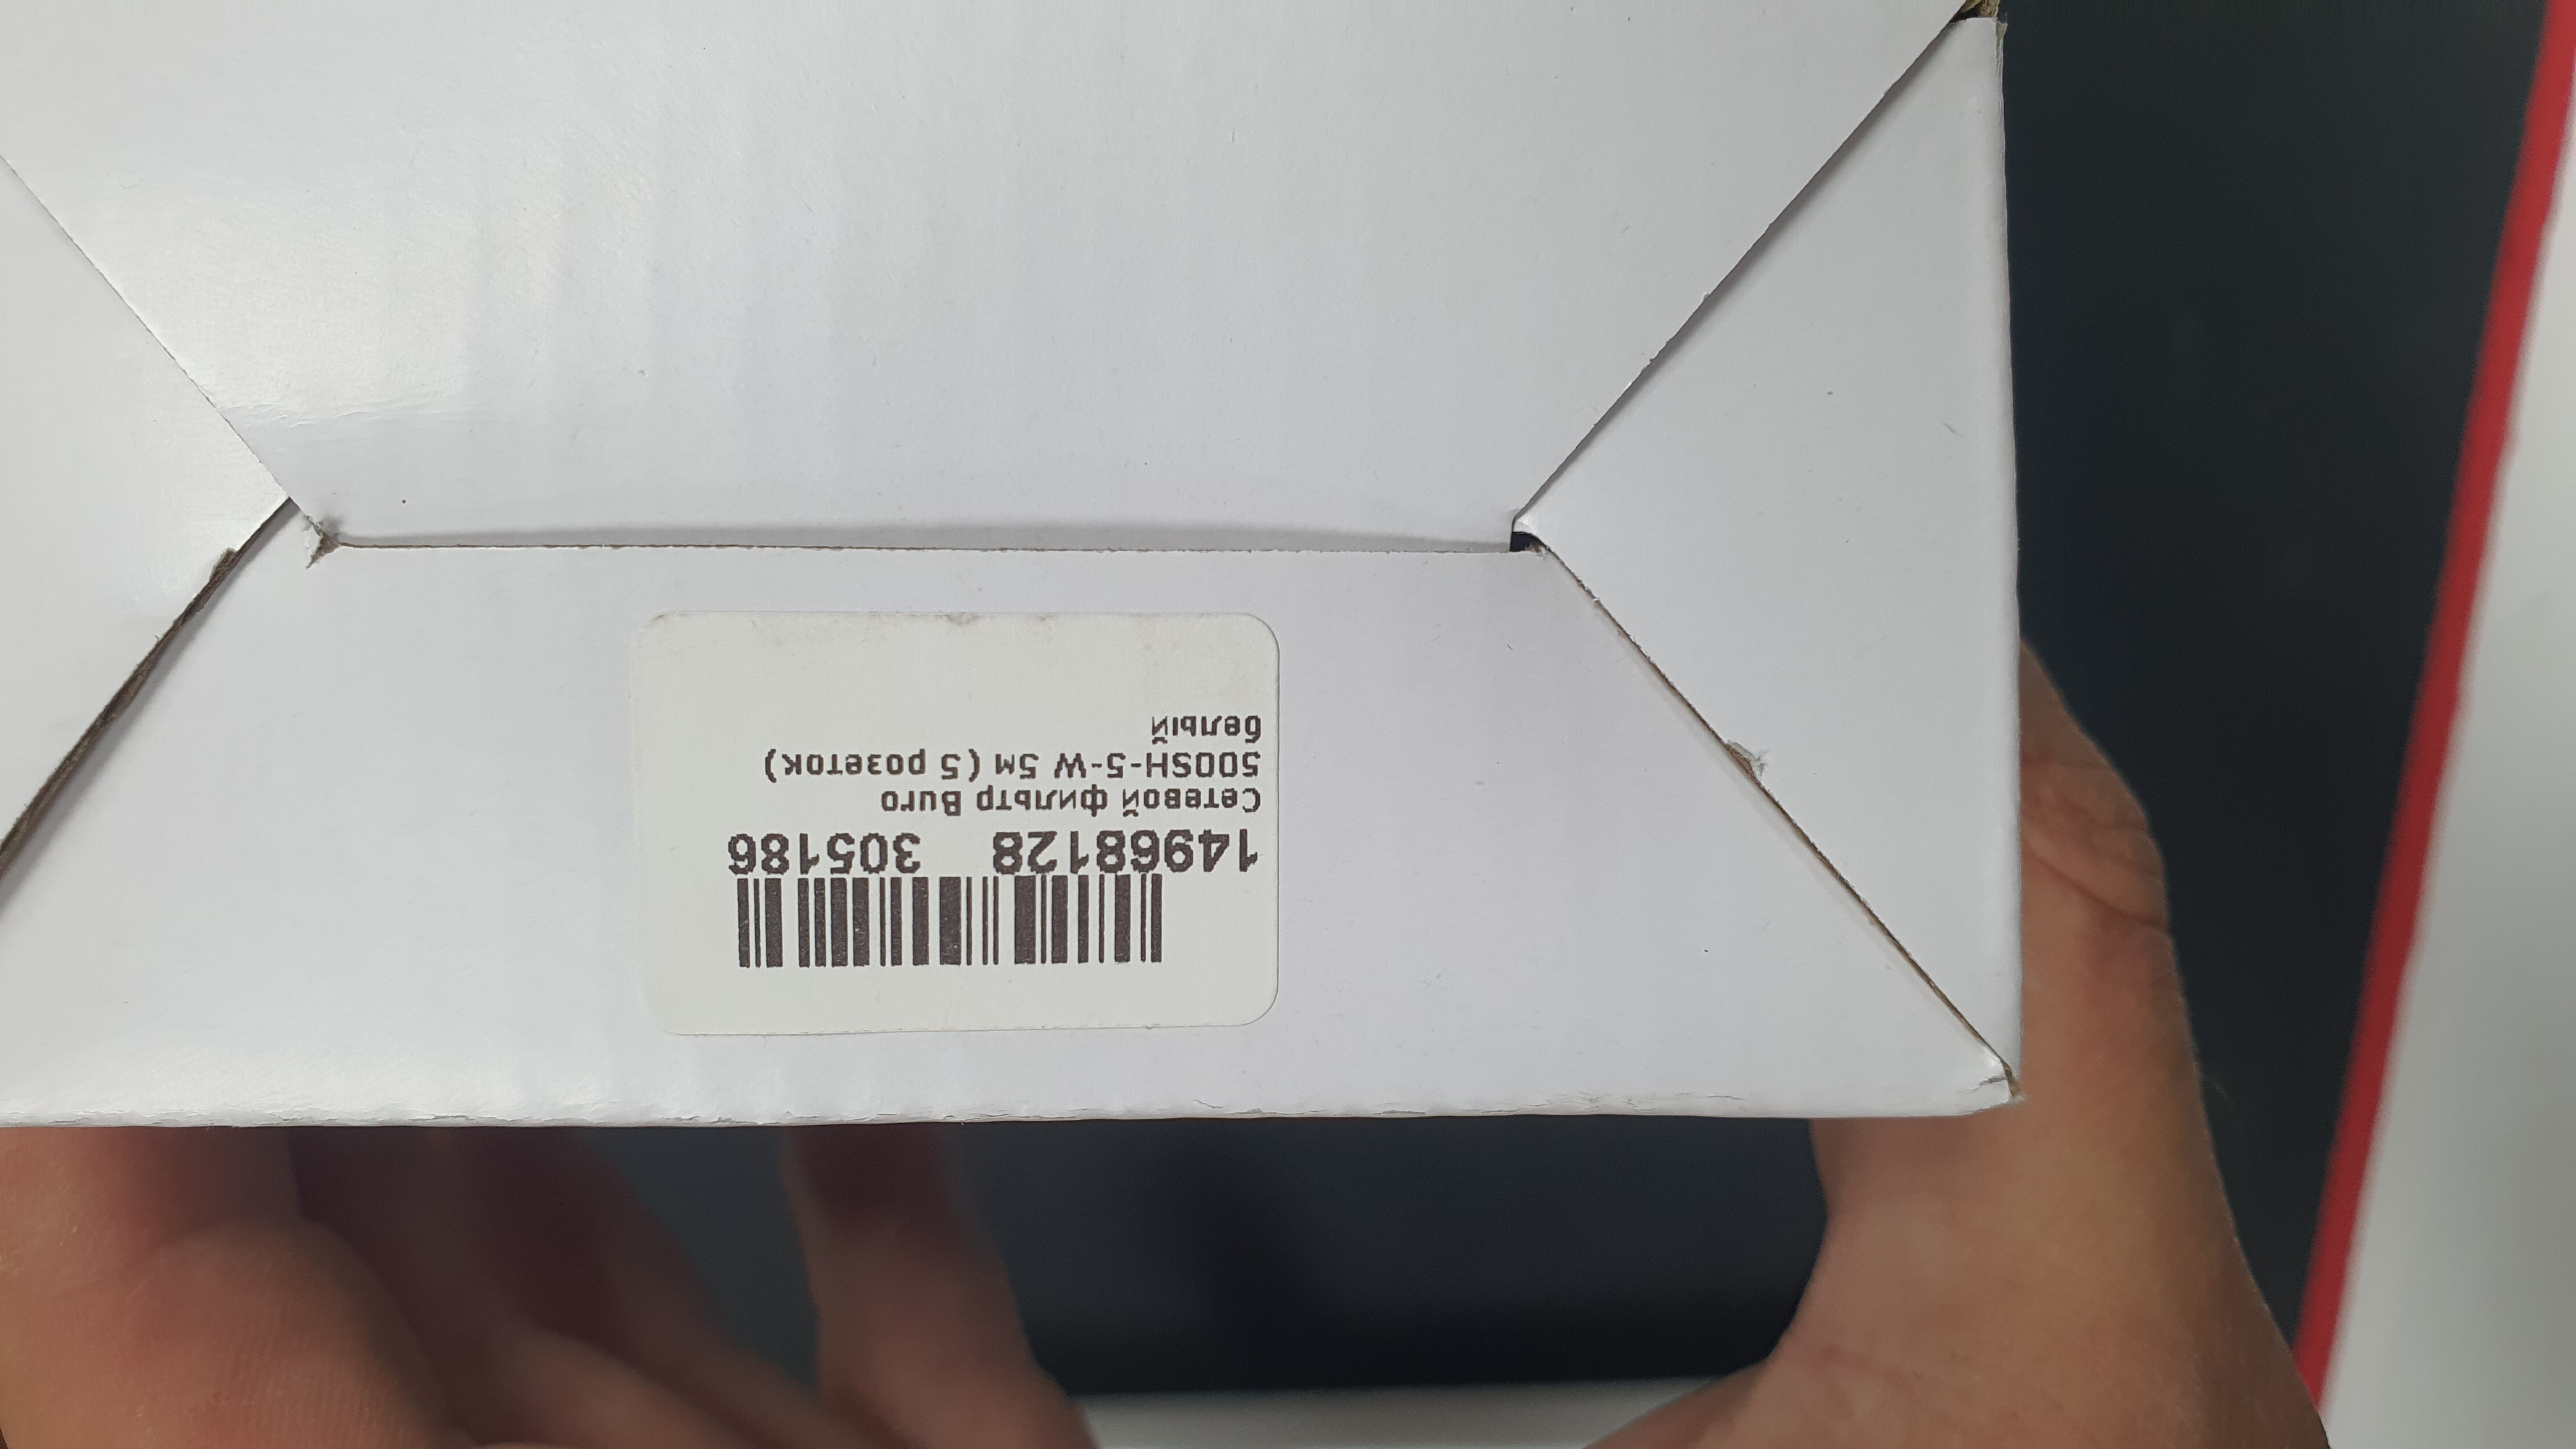 14968128 305186
Сетевой фильтр Buro
500SH-5-W 5м (5 розеток)
белый